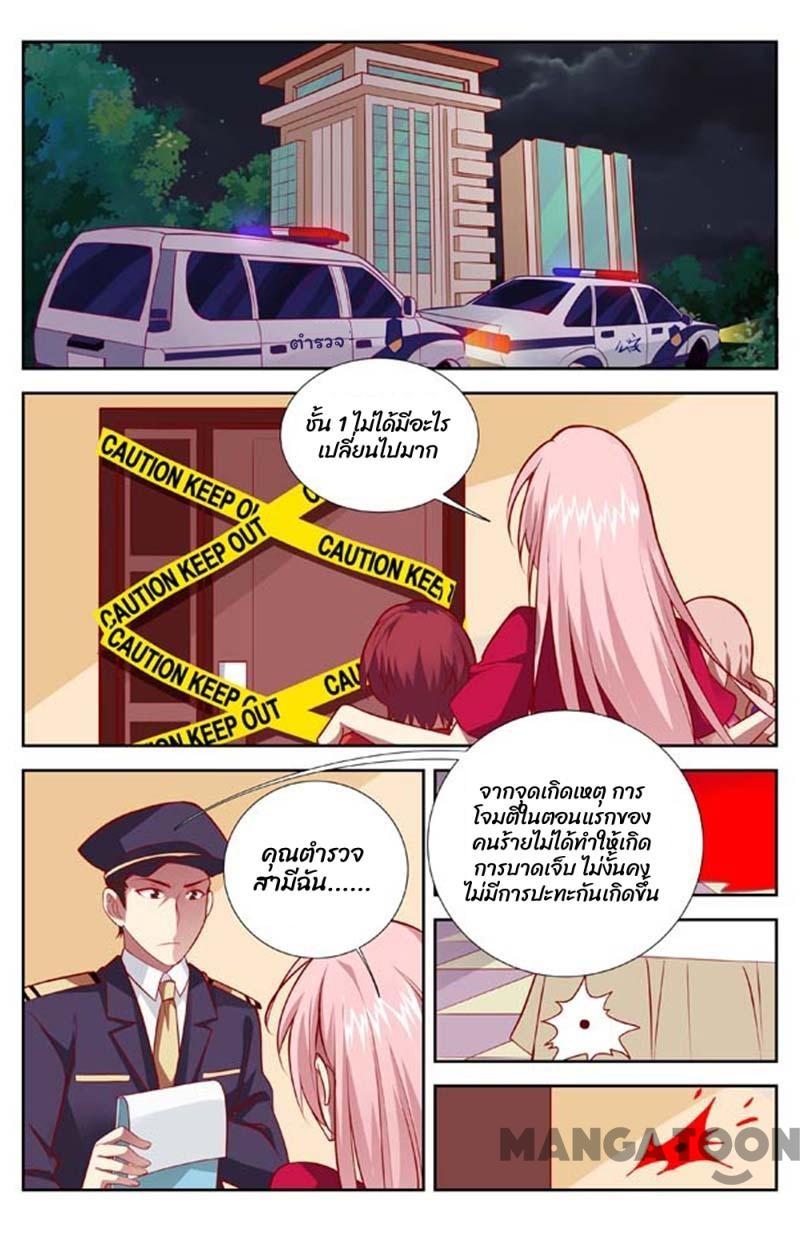 ตำรวจ
公安
ชั้น 1 ไม่ได้มีอะไร
เปลี่ยนไปมาก
CAUTION KEEP OU
CAUTION KEEP OUT
CAUTION KEE
CAUTION KEEP O
CAU
KEEP OUT
จากจุดเกิดเหตุ การ
โจมตีในตอนแรกของ
คนร้ายไม่ได้ทำให้เกิด
การบาดเจ็บ ไม่งั้นคง
ไม่มีการปะทะกันเกิดขึ้น
คุณตำรวจ
สามีฉัน......
MANGATOON